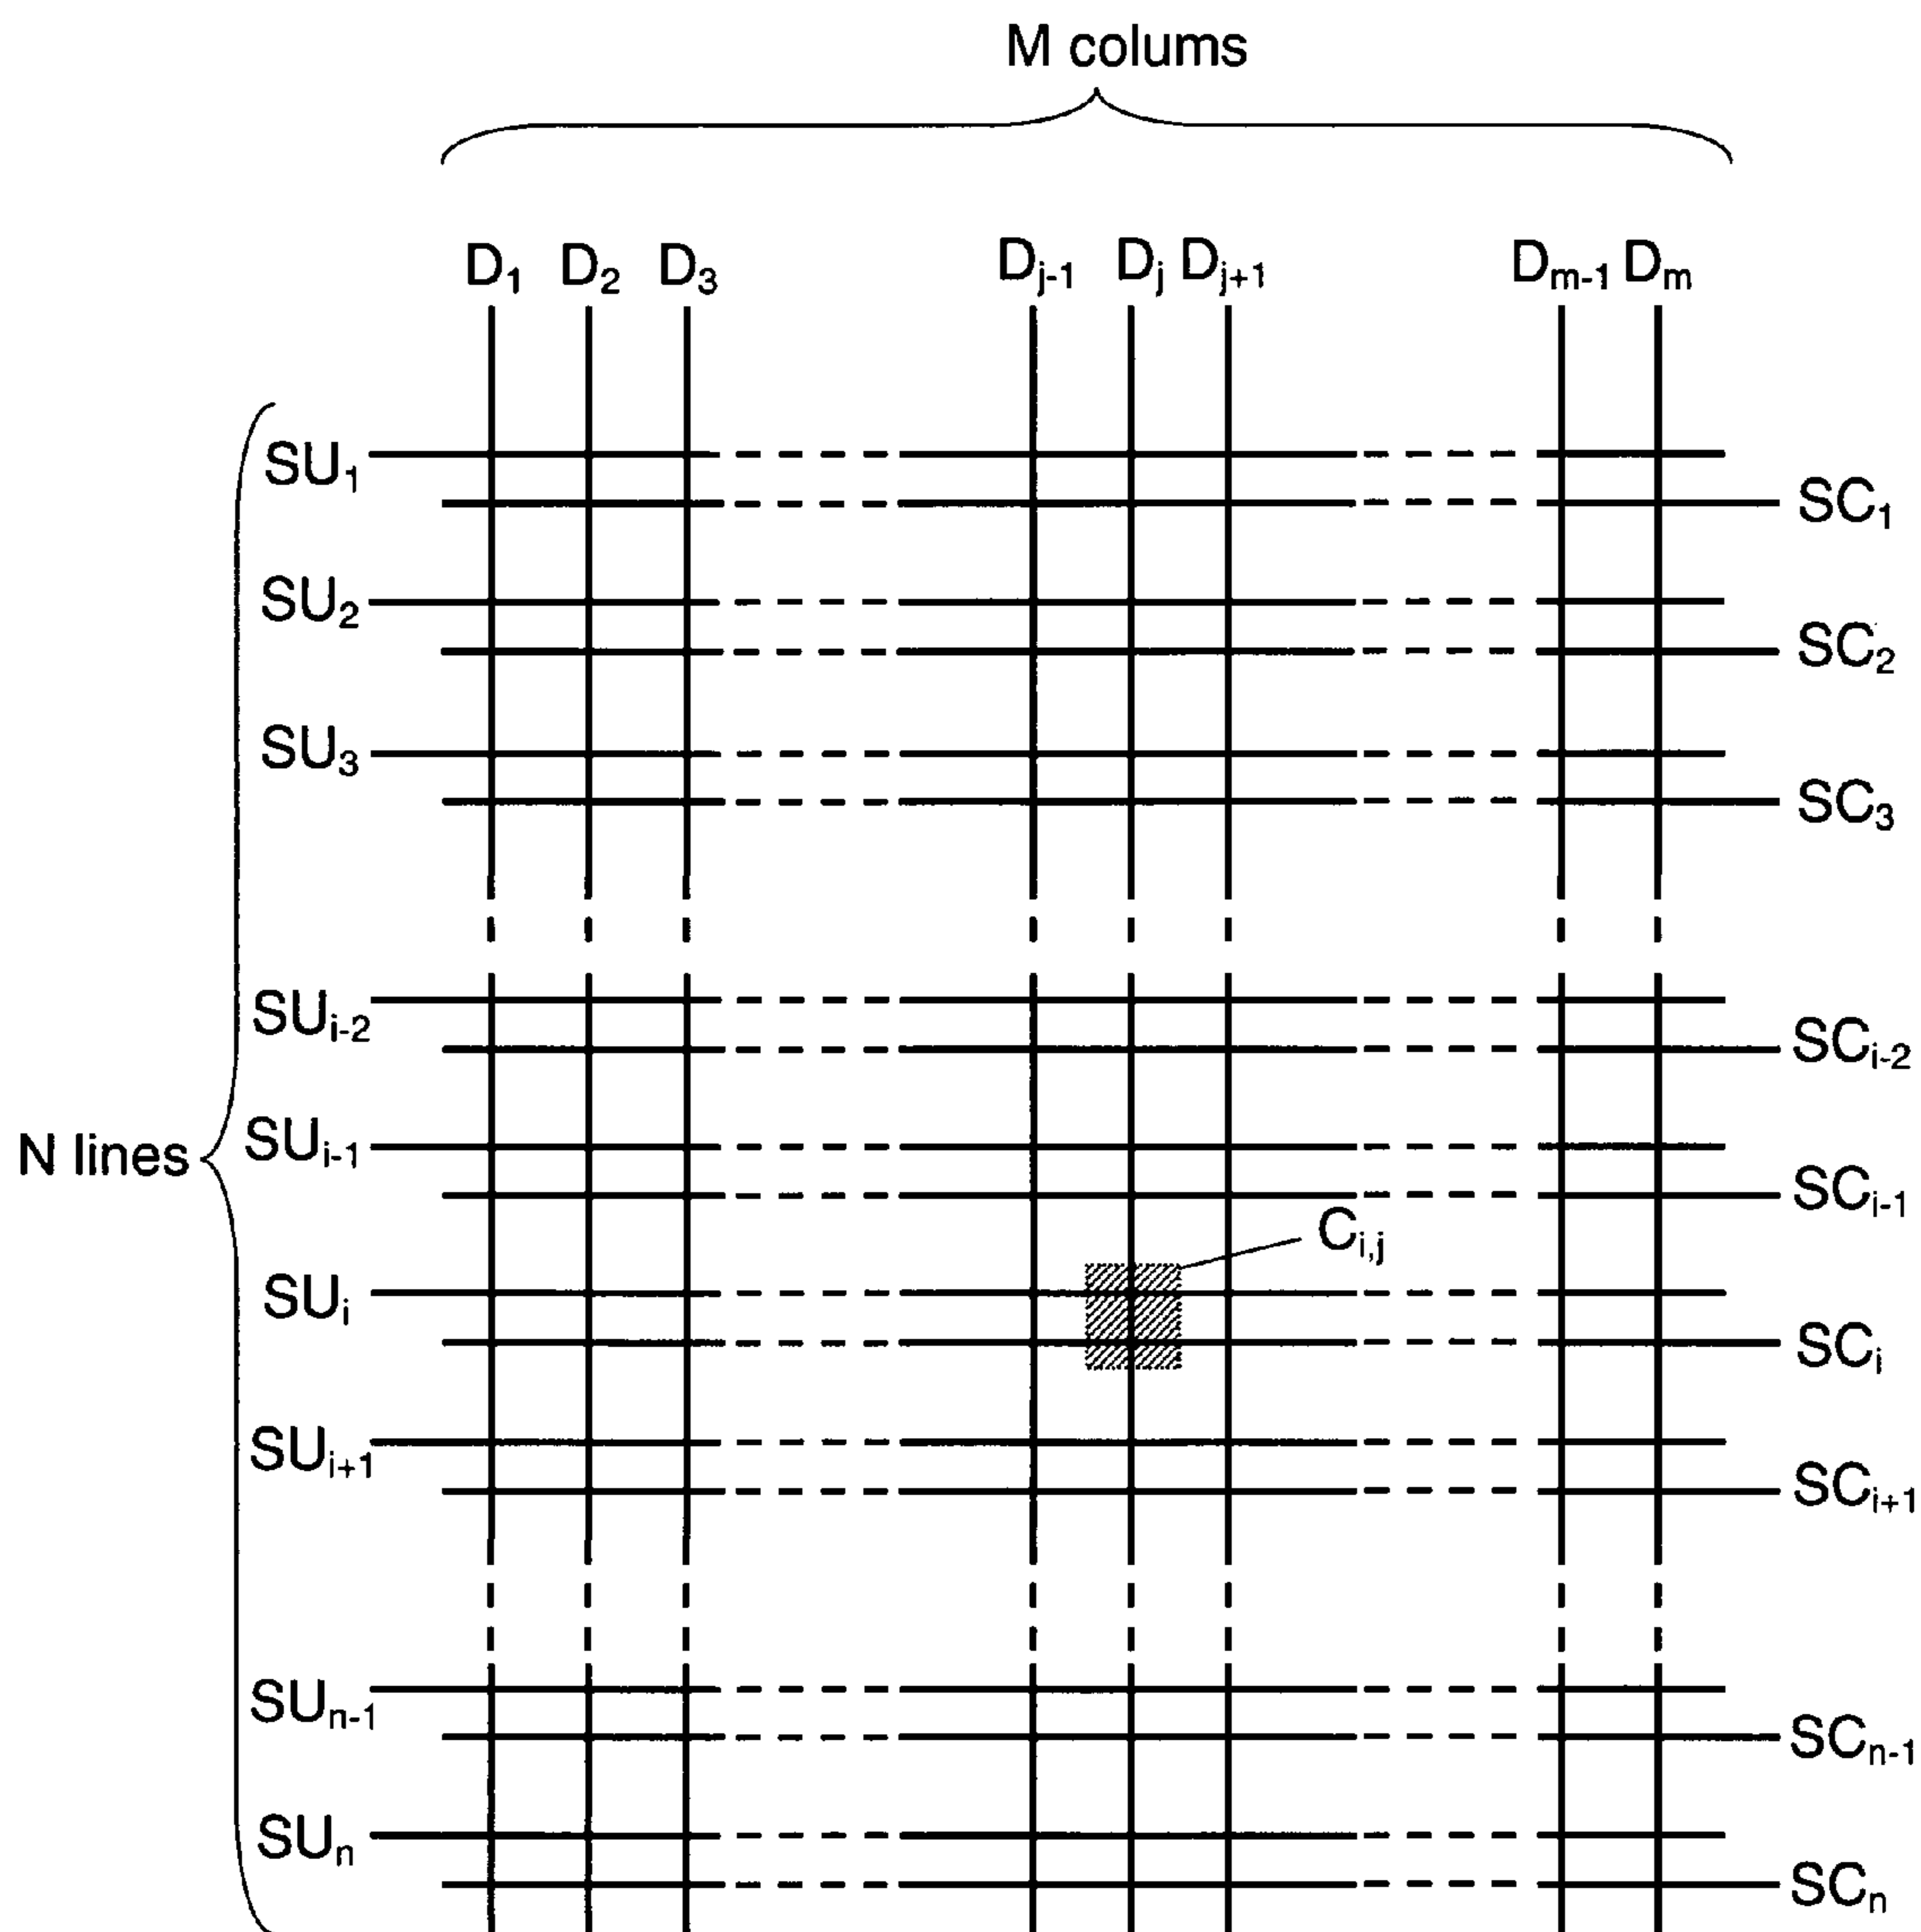 M colums
D₁ D₂ D₃ Dⱼ₋₁ Dⱼ Dⱼ₊₁ Dₘ₋₁ Dₘ
SU₁
SC₁
SU₂
SC₂
SU₃
SC₃
SUᵢ₋₂
SCᵢ₋₂
SUᵢ₋₁
N lines
SCᵢ₋₁
Cᵢ,ⱼ
SUᵢ
SCᵢ
SUᵢ₊₁
SCᵢ₊₁
SUₙ₋₁
SCₙ₋₁
SUₙ
SCₙ